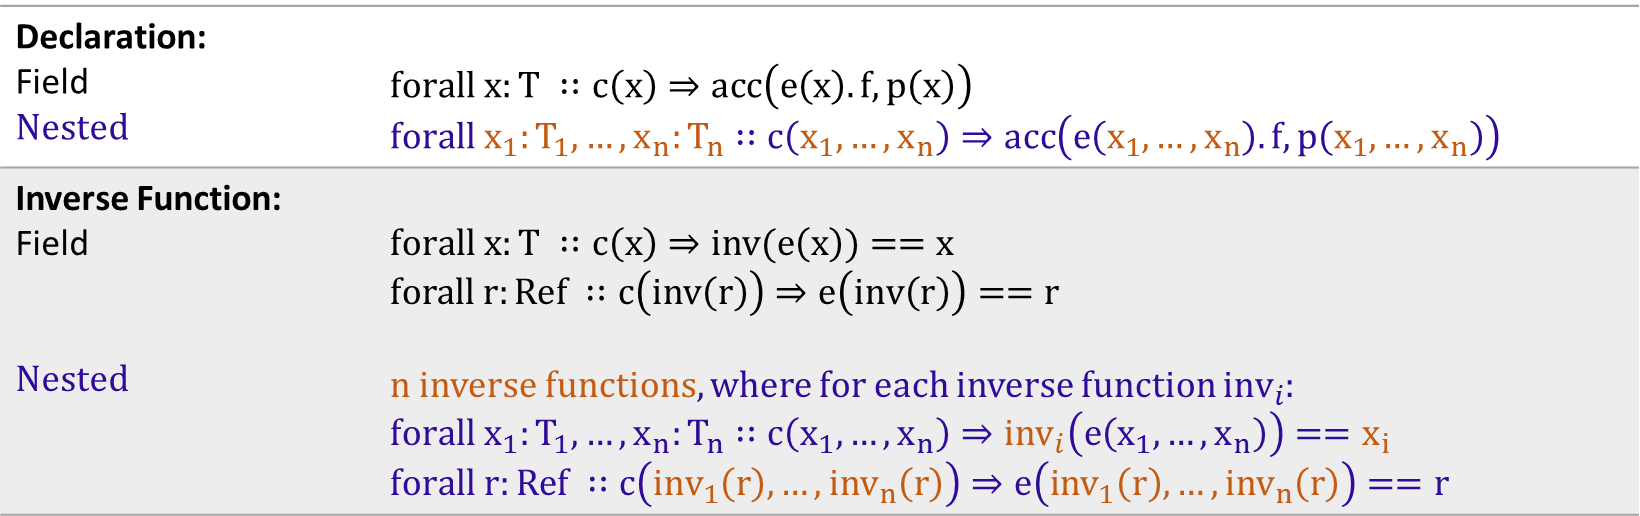 Declaration:
Field forall x: T :: c(x) ⇒ acc(e(x). f, p(x))
Nested forall x₁: T₁, … , xₙ: Tₙ :: c(x₁, … , xₙ) ⇒ acc(e(x₁, … , xₙ). f, p(x₁, … , xₙ))
Inverse Function:
Field forall x: T :: c(x) ⇒ inv(e(x)) == x
forall r: Ref :: c(inv(r)) ⇒ e(inv(r)) == r
Nested n inverse functions, where for each inverse function invᵢ:
forall x₁: T₁, … , xₙ: Tₙ :: c(x₁, … , xₙ) ⇒ invᵢ(e(x₁, … , xₙ)) == xᵢ
forall r: Ref :: c(inv₁(r), … , invₙ(r)) ⇒ e(inv₁(r), … , invₙ(r)) == r